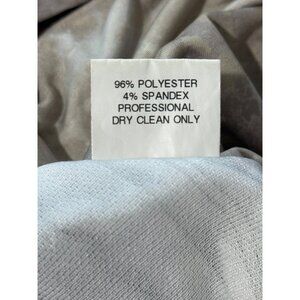 96% POLYESTER
4% SPANDEX
PROFESSIONAL
DRY CLEAN ONLY